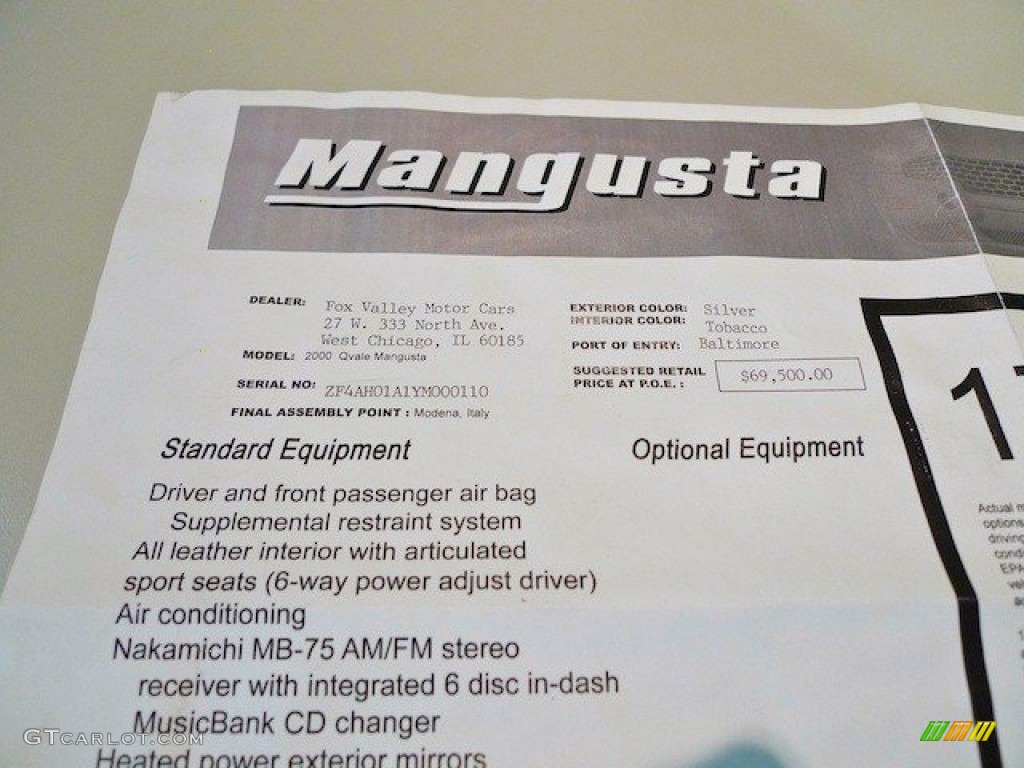 Mangusta
DEALER: Fox Valley Motor Cars
27 W. 333 North Ave.
West Chicago, IL 60185
MODEL: 2000 Qvale Mangusta
SERIAL NO: ZF4AH01A1YM000110
FINAL ASSEMBLY POINT : Modena, Italy
EXTERIOR COLOR: Silver
INTERIOR COLOR: Tobacco
PORT OF ENTRY: Baltimore
SUGGESTED RETAIL
PRICE AT P.O.E. : $69,500.00
Standard Equipment
Driver and front passenger air bag
Supplemental restraint system
All leather interior with articulated
sport seats (6-way power adjust driver)
Air conditioning
Nakamichi MB-75 AM/FM stereo
receiver with integrated 6 disc in-dash
MusicBank CD changer
Heated power exterior mirrors
Optional Equipment
Actual
options
driving
EPA
GTCARLOT.COM